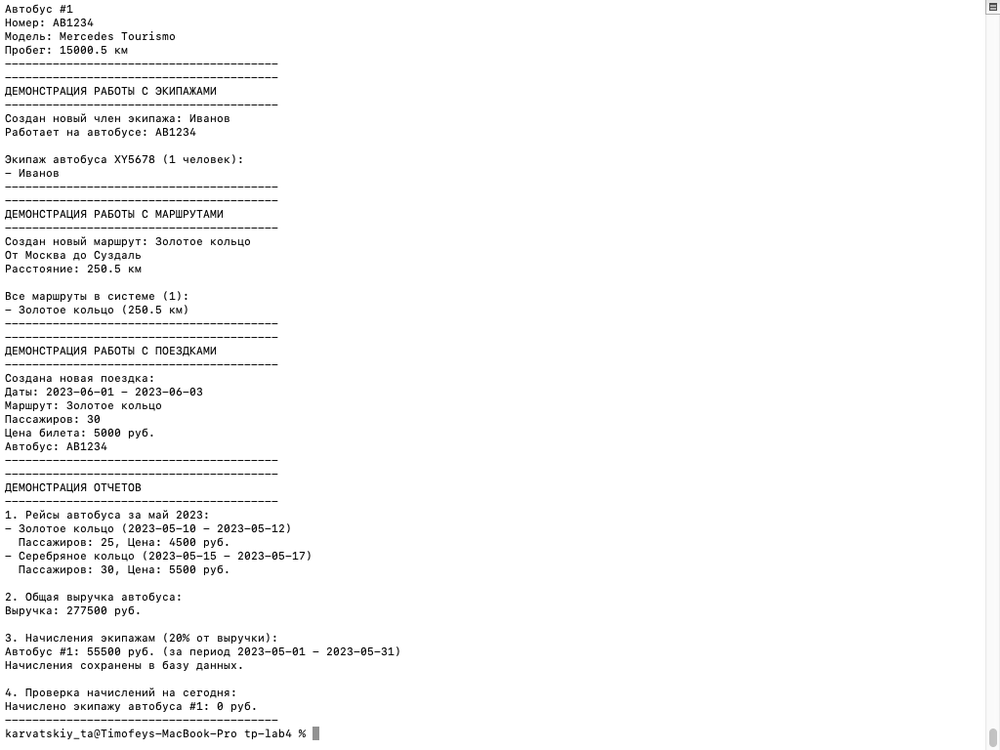 Автобус #1
Номер: AB1234
Модель: Mercedes Tourismo
Пробег: 15000.5 км
----------------------------------------
----------------------------------------
ДЕМОНСТРАЦИЯ РАБОТЫ С ЭКИПАЖАМИ
----------------------------------------
Создан новый член экипажа: Иванов
Работает на автобусе: AB1234

Экипаж автобуса XY5678 (1 человек):
- Иванов
----------------------------------------
----------------------------------------
ДЕМОНСТРАЦИЯ РАБОТЫ С МАРШРУТАМИ
----------------------------------------
Создан новый маршрут: Золотое кольцо
От Москва до Суздаль
Расстояние: 250.5 км

Все маршруты в системе (1):
- Золотое кольцо (250.5 км)
----------------------------------------
----------------------------------------
ДЕМОНСТРАЦИЯ РАБОТЫ С ПОЕЗДКАМИ
----------------------------------------
Создана новая поездка:
Даты: 2023-06-01 - 2023-06-03
Маршрут: Золотое кольцо
Пассажиров: 30
Цена билета: 5000 руб.
Автобус: AB1234
----------------------------------------
----------------------------------------
ДЕМОНСТРАЦИЯ ОТЧЕТОВ
----------------------------------------
1. Рейсы автобуса за май 2023:
- Золотое кольцо (2023-05-10 - 2023-05-12)
  Пассажиров: 25, Цена: 4500 руб.
- Серебряное кольцо (2023-05-15 - 2023-05-17)
  Пассажиров: 30, Цена: 5500 руб.

2. Общая выручка автобуса:
Выручка: 277500 руб.

3. Начисления экипажам (20% от выручки):
Автобус #1: 55500 руб. (за период 2023-05-01 - 2023-05-31)
Начисления сохранены в базу данных.

4. Проверка начислений на сегодня:
Начислено экипажу автобуса #1: 0 руб.
----------------------------------------
karvatskiy_ta@Timofeys-MacBook-Pro tp-lab4 %